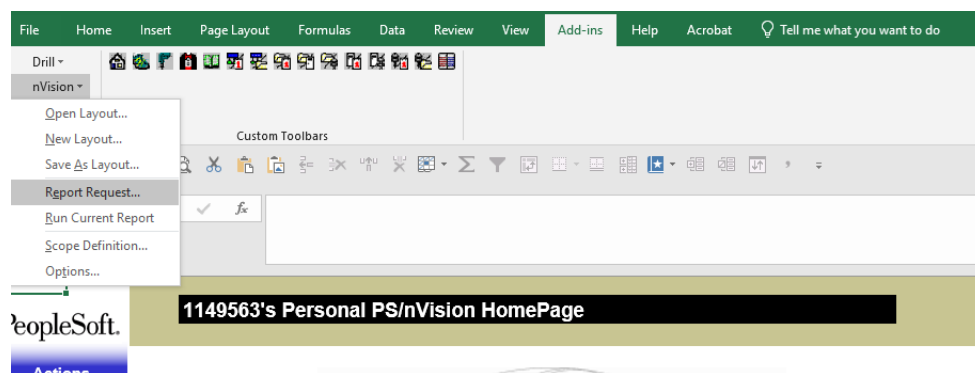 File Home Insert Page Layout Formulas Data Review View Add-ins Help Acrobat Tell me what you want to do
Drill
nVision
Open Layout...
New Layout...
Custom Toolbars
Save As Layout...
Report Request...
Run Current Report
fx
Scope Definition...
Options...
1149563's Personal PS/nVision HomePage
PeopleSoft.
Actions